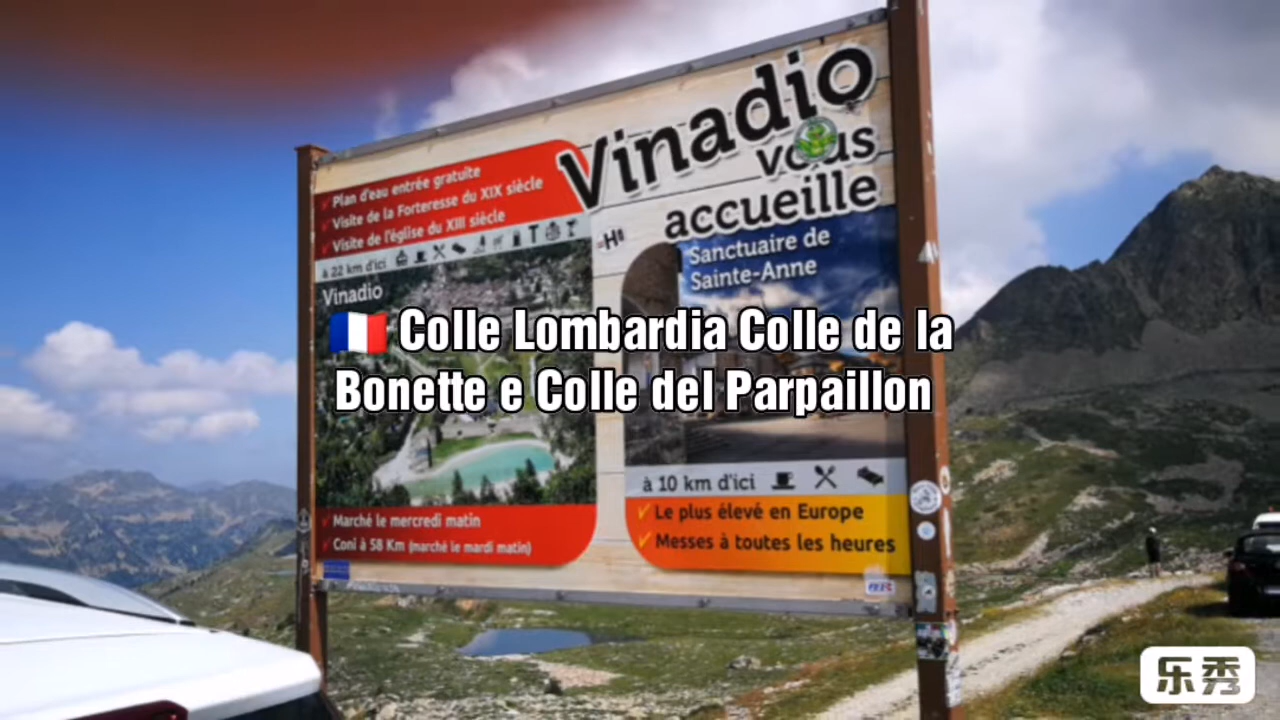 Vinadio
vous
accueille
✓ Plan d'eau entrée gratuite
✓ Visite de la Forteresse du XIX siècle
✓ Visite de l'église du XIII siècle
à 22 km d'ici
Vinadio
H
Sanctuaire de
Sainte-Anne
🇫🇷 Colle Lombardia Colle de la
Bonette e Colle del Parpaillon
à 10 km d'ici
✓ Marché le mercredi matin
✓ Coni à 58 Km (marché le mardi matin)
✓ Le plus élevé en Europe
✓ Messes à toutes les heures
乐秀